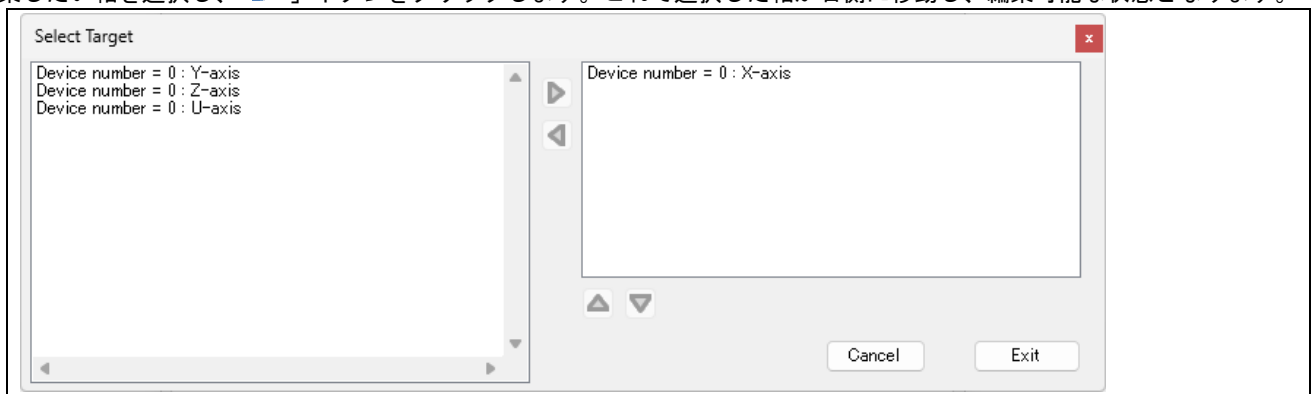 Select Target
Device number = 0 : Y-axis
Device number = 0 : Z-axis
Device number = 0 : U-axis
Device number = 0 : X-axis
Cancel
Exit